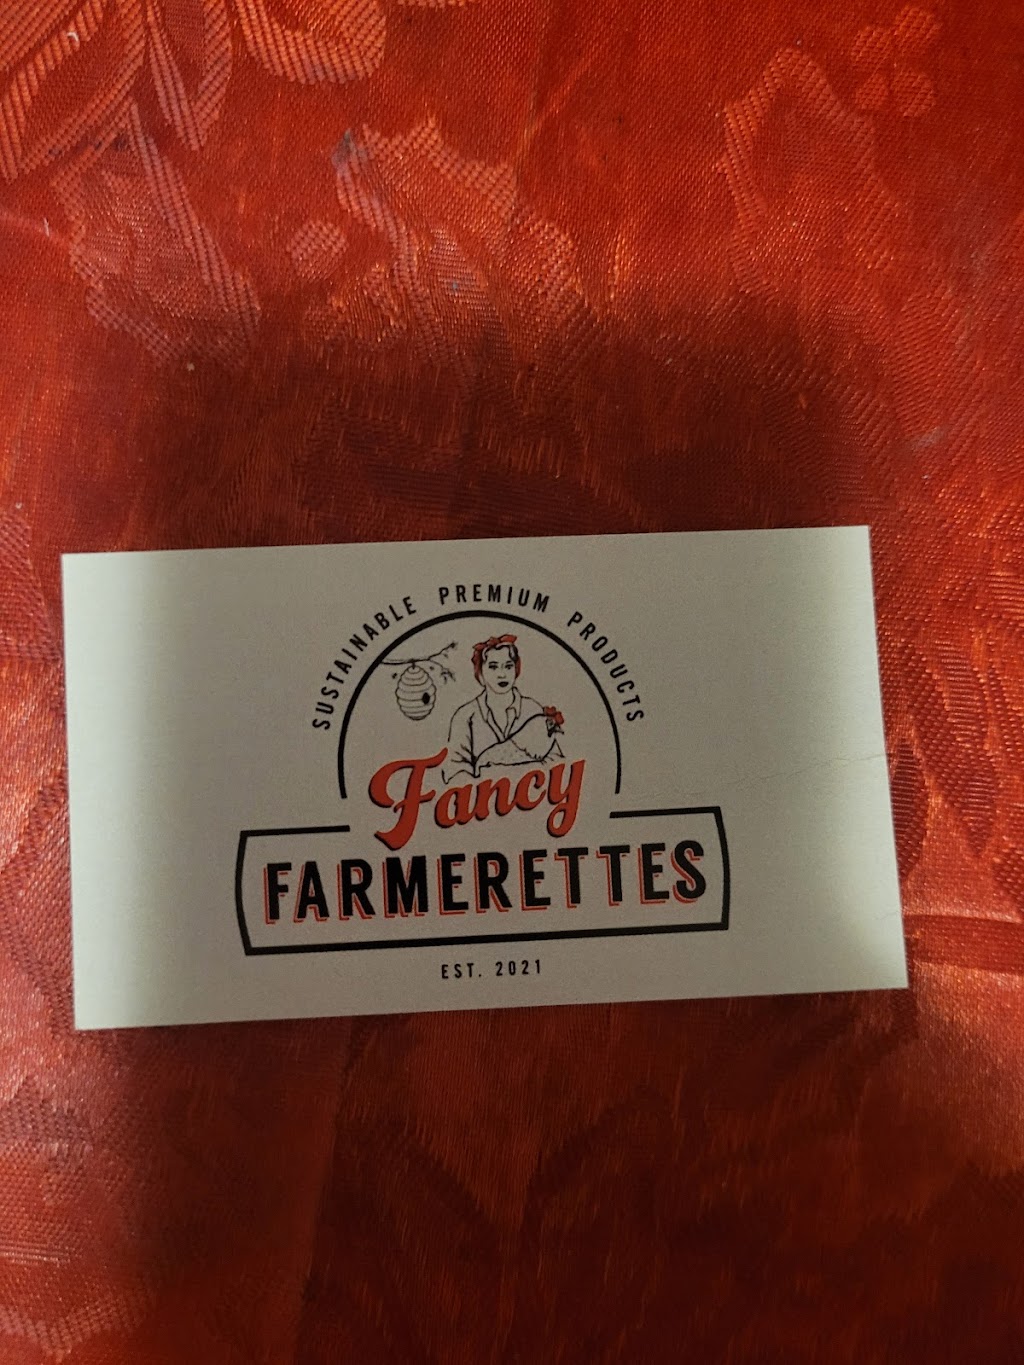 SUSTAINABLE PREMIUM PRODUCTS
Fancy
FARMERETTES
EST. 2021